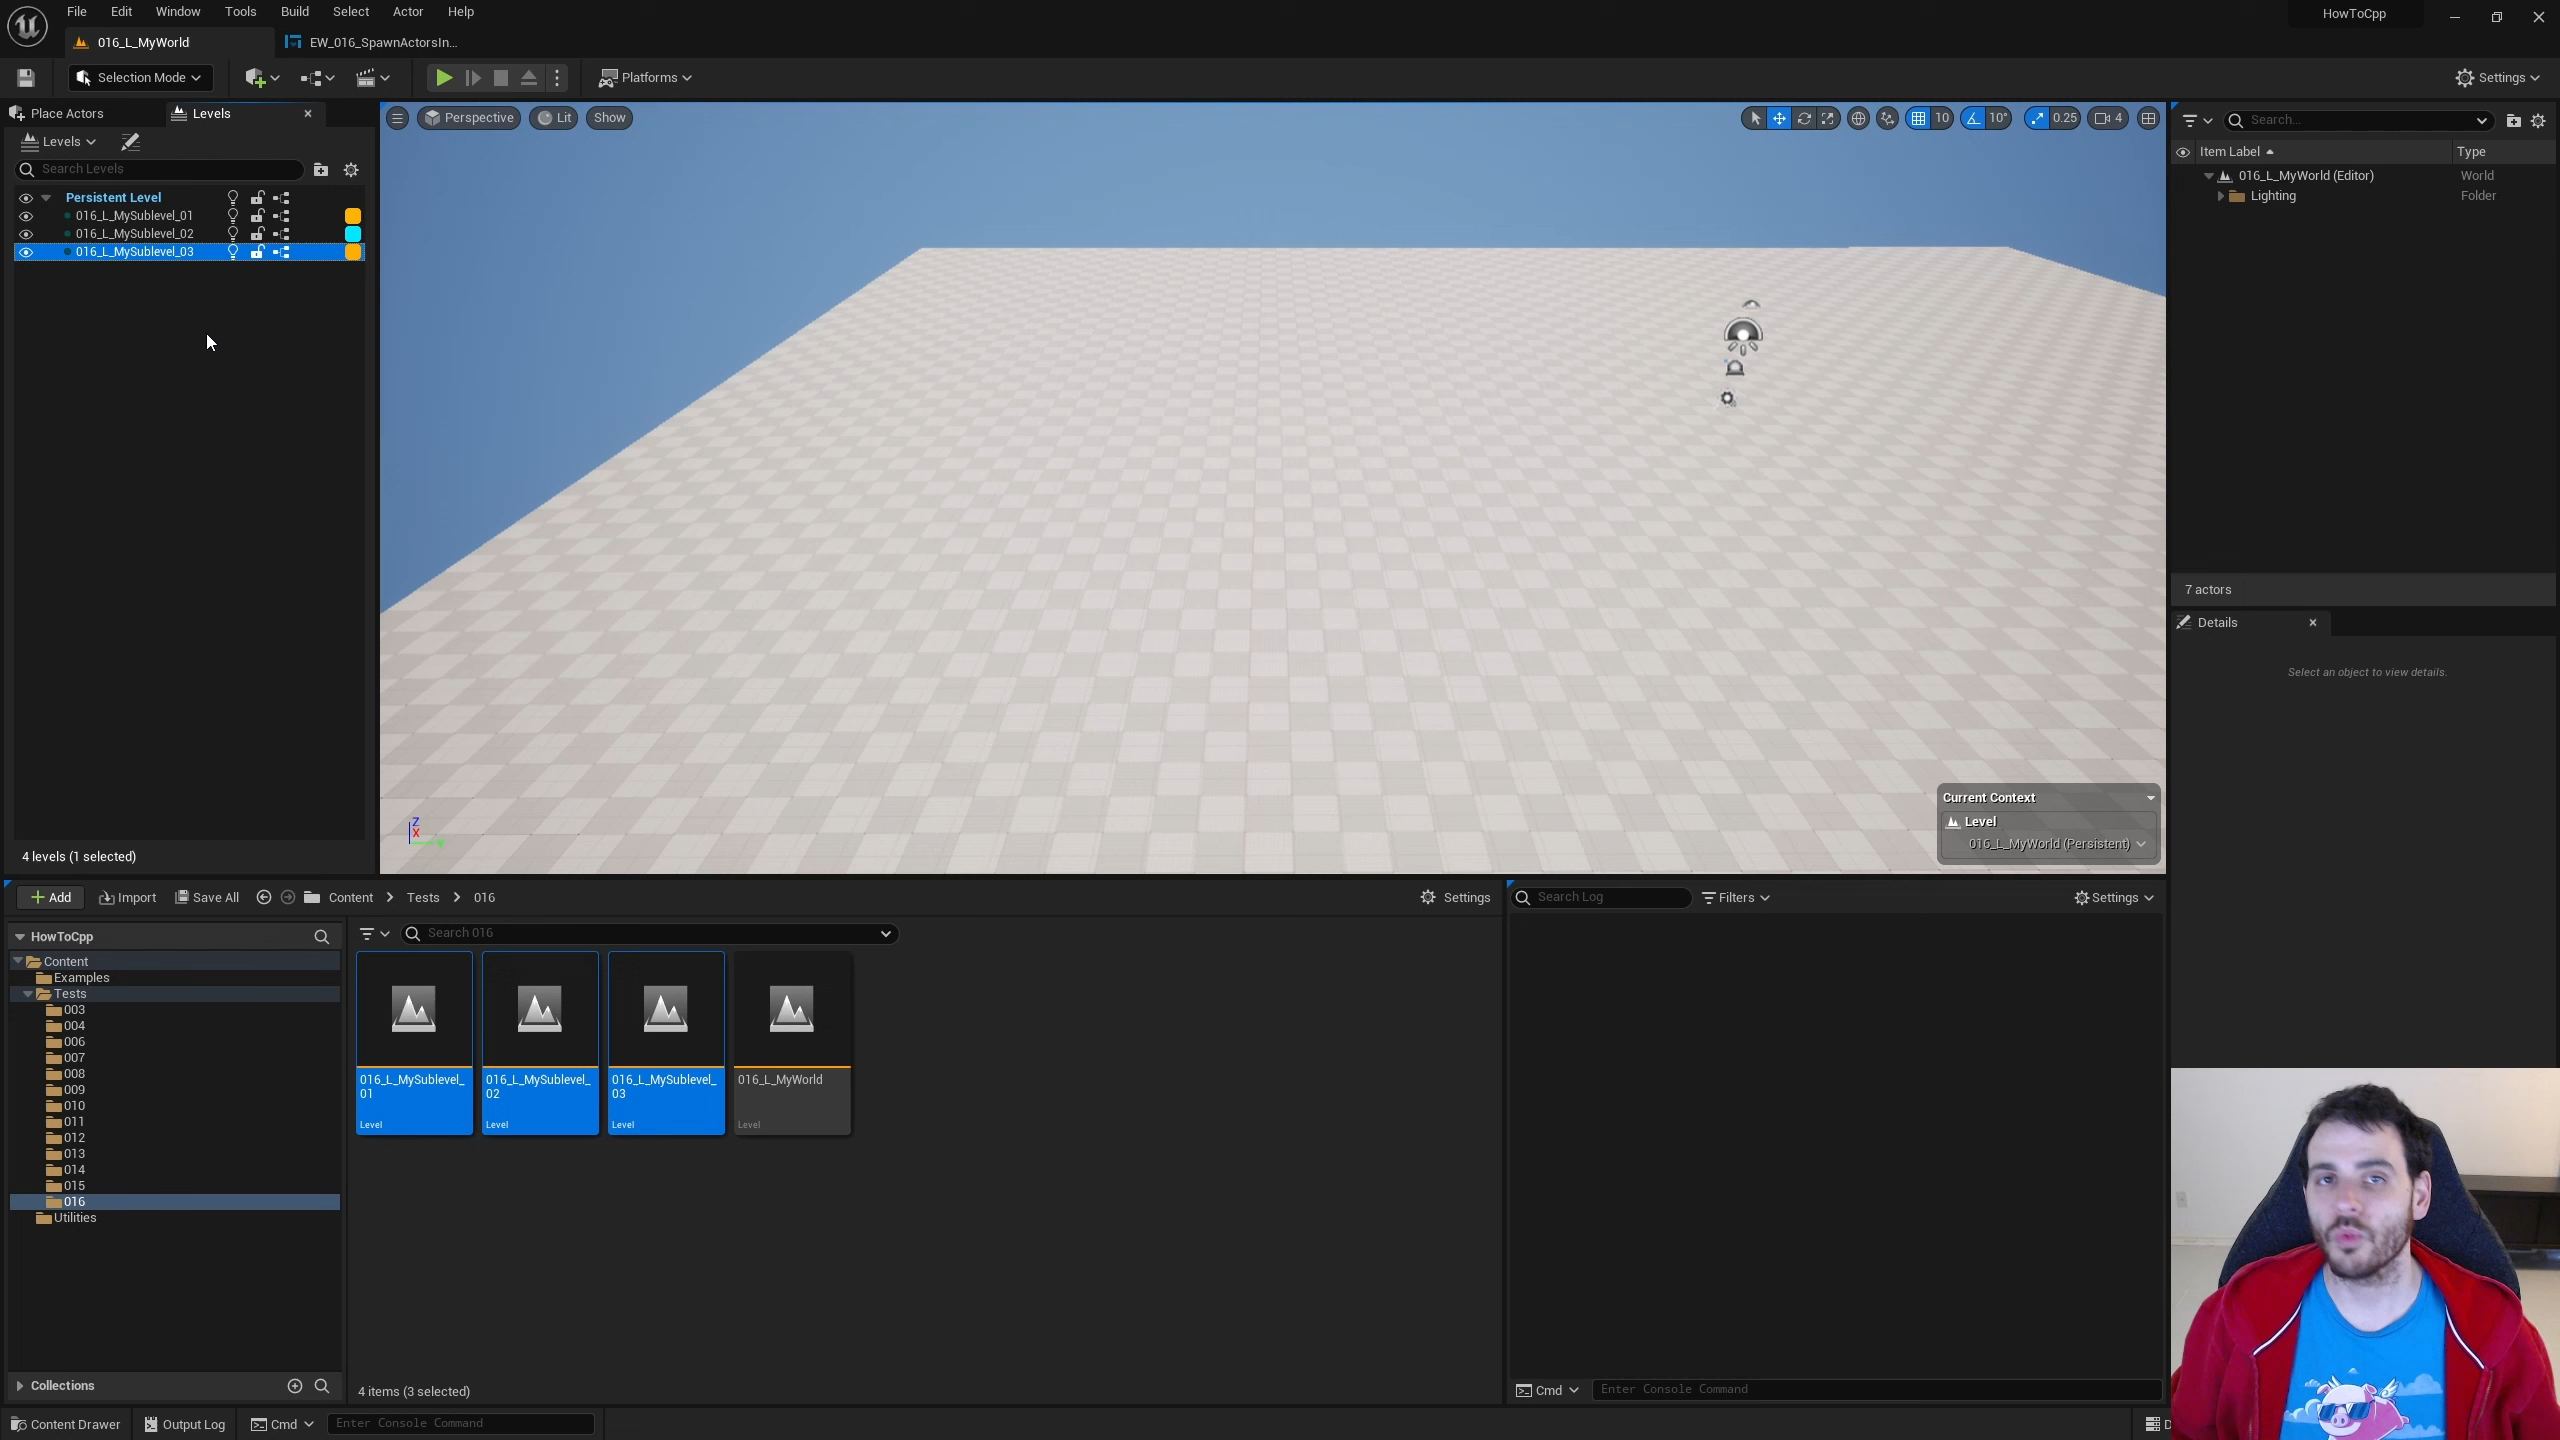 File Edit Window Tools Build Select Actor Help
HowToCpp
016_L_MyWorld
EW_016_SpawnActorsIn...
Selection Mode
Platforms
Settings
Place Actors
Levels
Levels
Search Levels
Persistent Level
016_L_MySublevel_01
016_L_MySublevel_02
016_L_MySublevel_03
4 levels (1 selected)
Perspective
Lit
Show
10
10°
0.25
4
Z
X
Current Context
Level
016_L_MyWorld (Persistent)
Search...
Item Label
Type
016_L_MyWorld (Editor)
World
Lighting
Folder
7 actors
Details
Select an object to view details.
Add
Import
Save All
Content
Tests
016
Settings
HowToCpp
Content
Examples
Tests
003
004
006
007
008
009
010
011
012
013
014
015
016
Utilities
Collections
Search 016
016_L_MySublevel_
01
Level
016_L_MySublevel_
02
Level
016_L_MySublevel_
03
Level
016_L_MyWorld
Level
4 items (3 selected)
Search Log
Filters
Settings
Cmd
Enter Console Command
Content Drawer
Output Log
Cmd
Enter Console Command